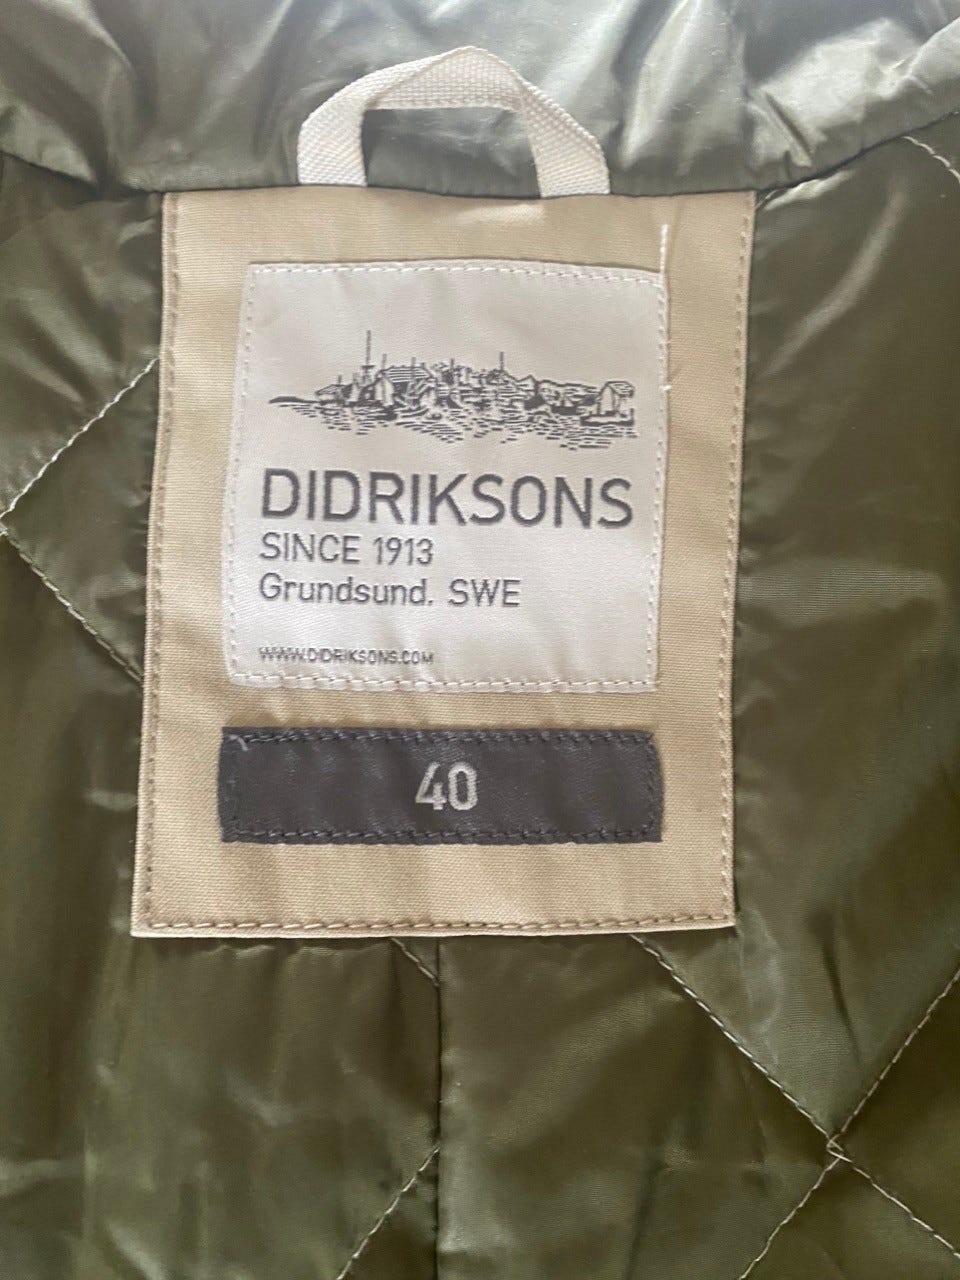 DIDRIKSONS
SINCE 1913
Grundsund. SWE
WWW.DIDRIKSONS.COM
40